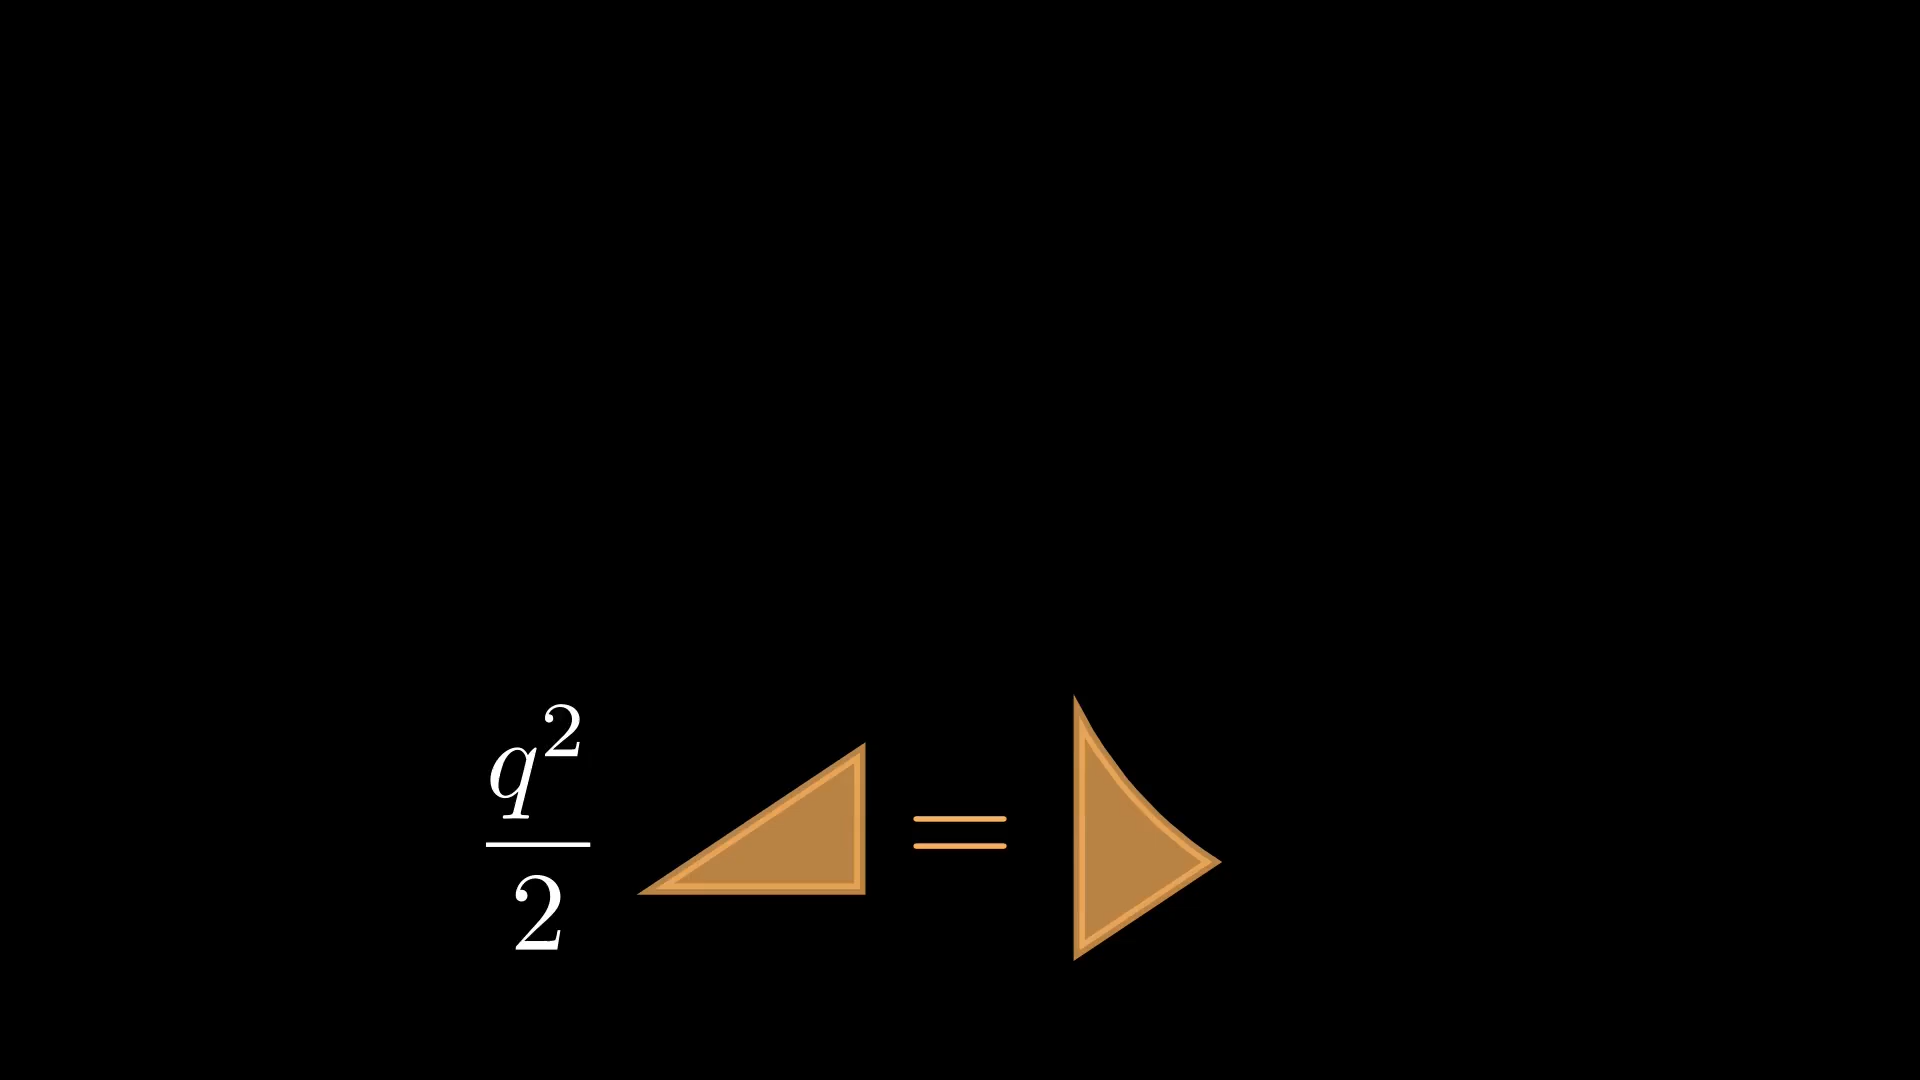 q²
2
=